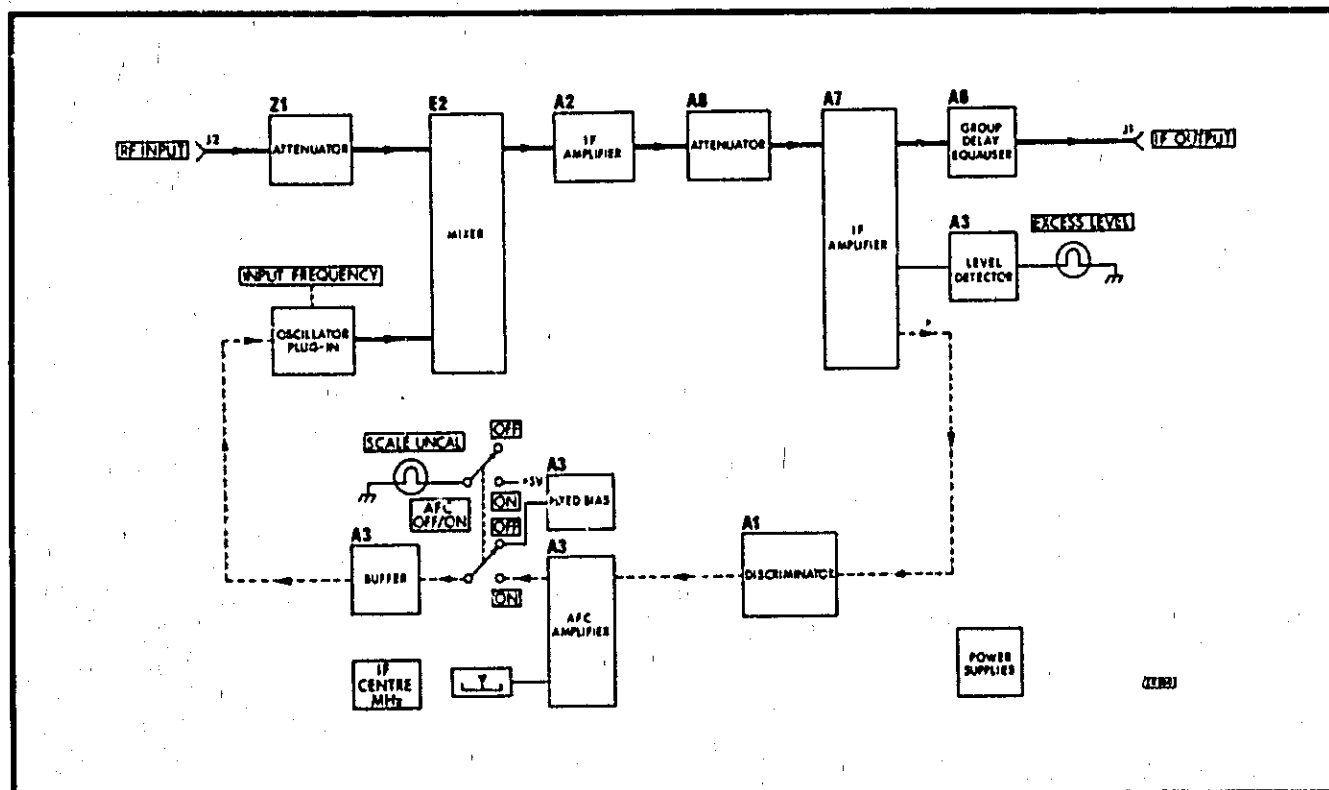 Z1
E2
A2
A8
A7
A6
RF INPUT
J2
ATTENUATOR
MIXER
IF
AMPLIFIER
ATTENUATOR
IF
AMPLIFIER
GROUP
DELAY
EQUALISER
J1
IF OUTPUT
A3
LEVEL
DETECTOR
EXCESS LEVEL
INPUT FREQUENCY
OSCILLATOR
PLUG-IN
SCALE UNCAL
OFF
+5V
ON
AFC
OFF/ON
OFF
ON
A3
FIXED BIAS
A3
BUFFER
A3
AFC
AMPLIFIER
A1
DISCRIMINATOR
IF
CENTRE
MHz
POWER
SUPPLIES